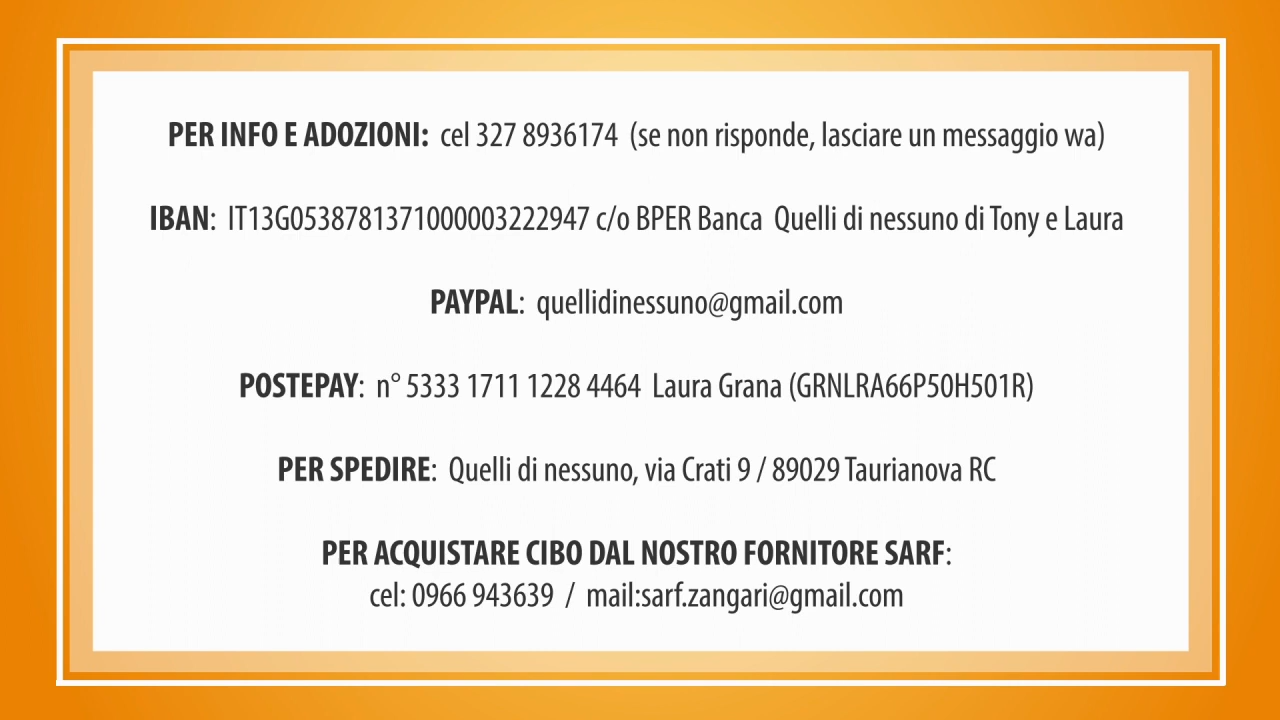 PER INFO E ADOZIONI: cel 327 8936174 (se non risponde, lasciare un messaggio wa)
IBAN: IT13G0538781371000003222947 c/o BPER Banca Quelli di nessuno di Tony e Laura
PAYPAL: quellidinessuno@gmail.com
POSTEPAY: n° 5333 1711 1228 4464 Laura Grana (GRNLRA66P50H501R)
PER SPEDIRE: Quelli di nessuno, via Crati 9 / 89029 Taurianova RC
PER ACQUISTARE CIBO DAL NOSTRO FORNITORE SARF:
cel: 0966 943639 / mail:sarf.zangari@gmail.com